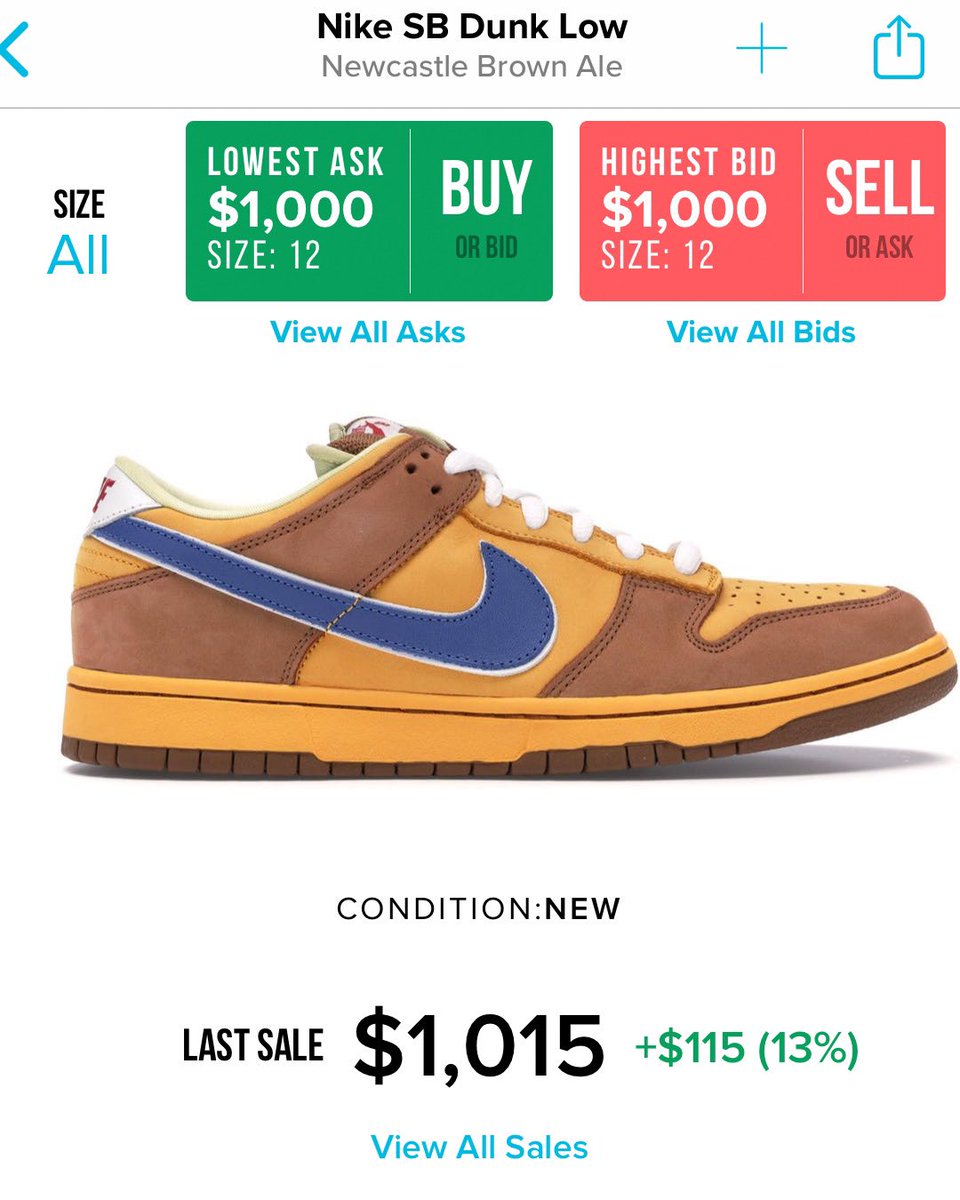 Nike SB Dunk Low
Newcastle Brown Ale
SIZE
All
LOWEST ASK
$1,000
SIZE: 12
BUY
OR BID
HIGHEST BID
$1,000
SIZE: 12
SELL
OR ASK
View All Asks
View All Bids
CONDITION:NEW
LAST SALE $1,015 +$115 (13%)
View All Sales